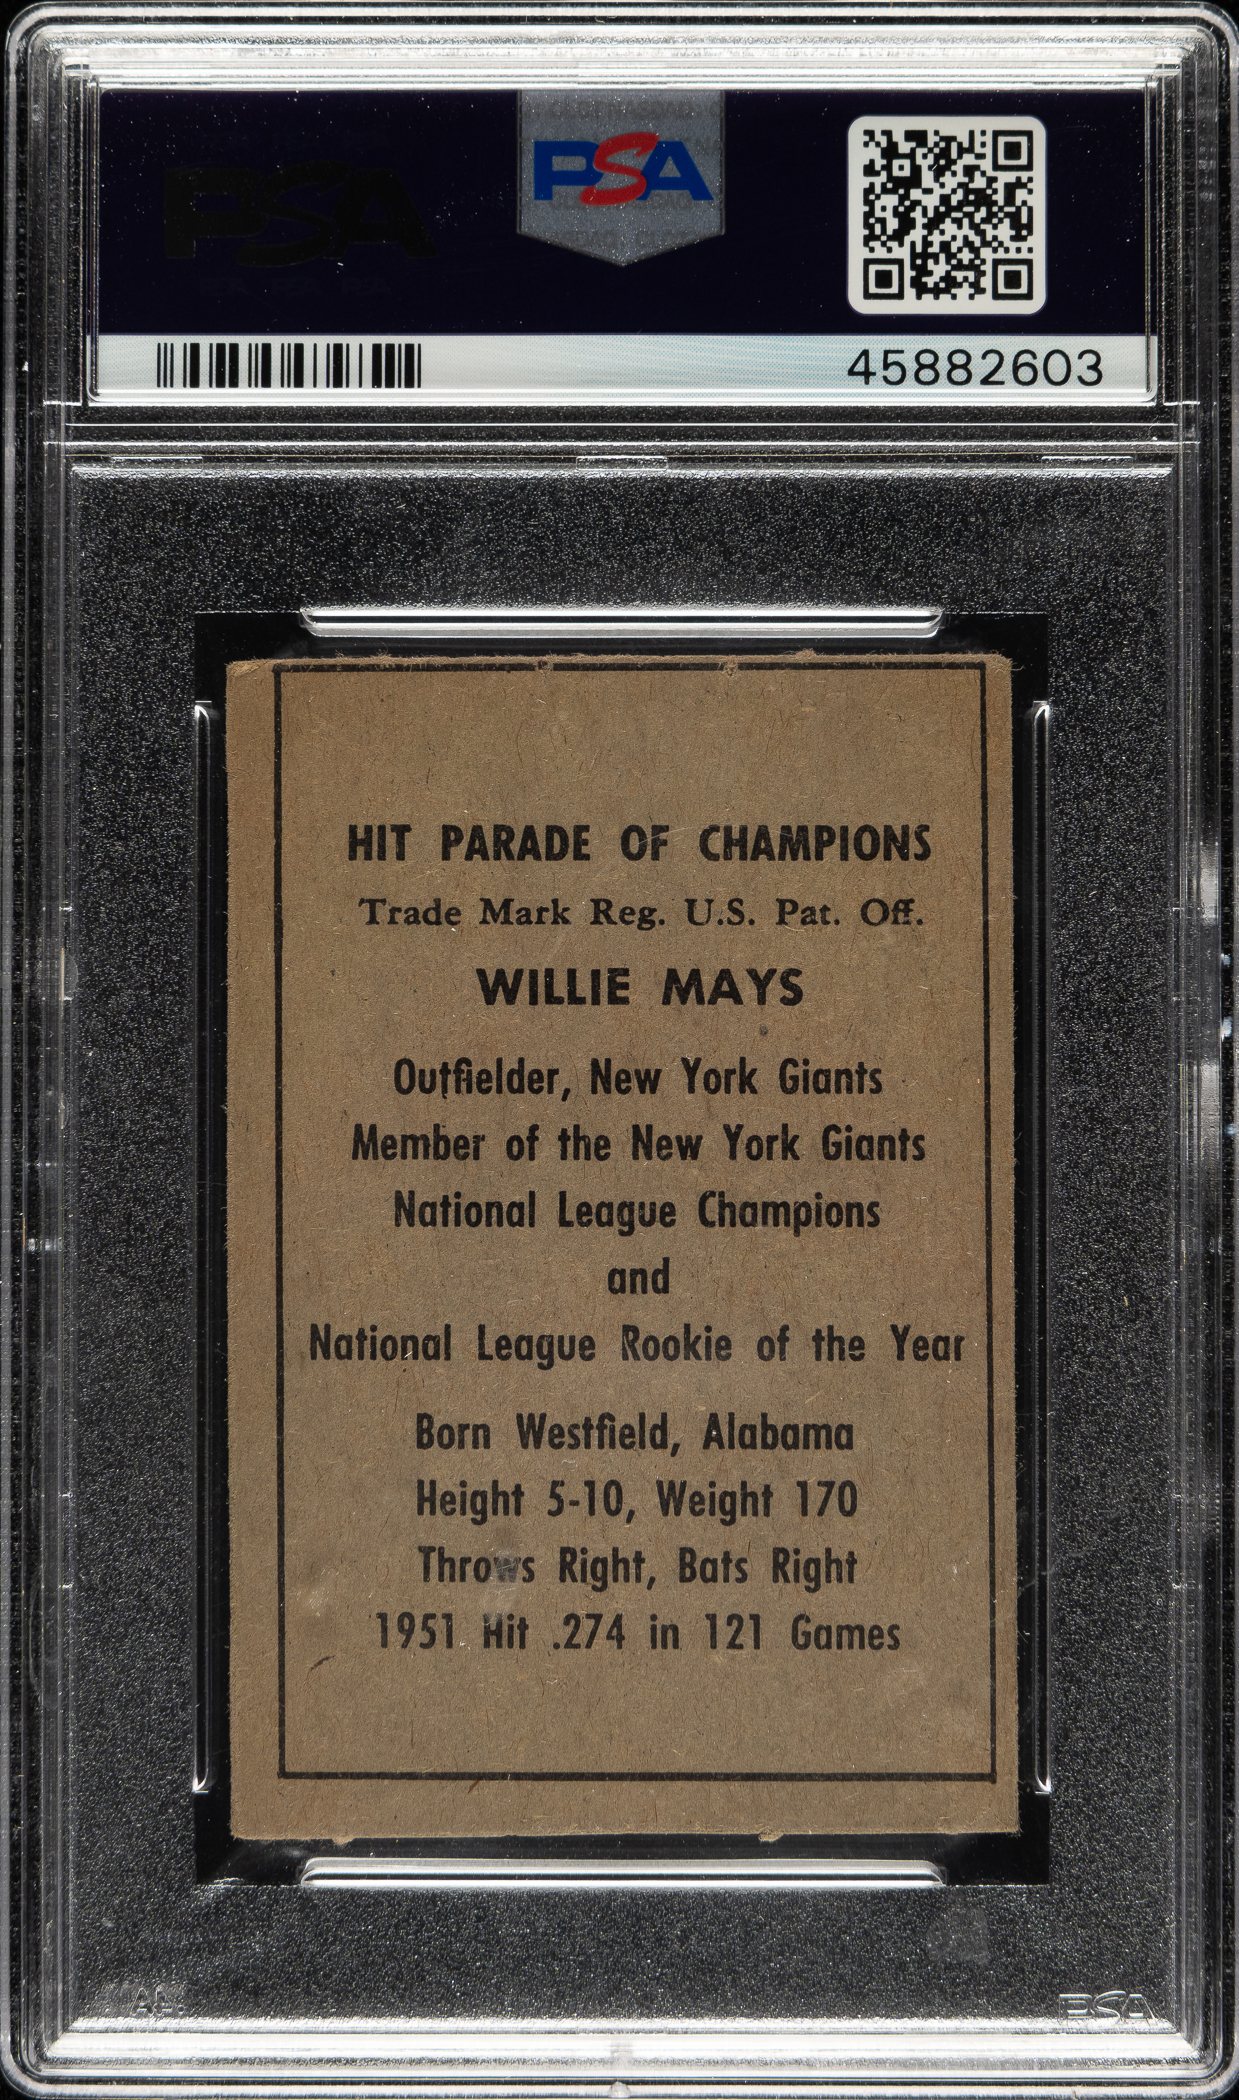 PSA
PSA
45882603
HIT PARADE OF CHAMPIONS
Trade Mark Reg. U.S. Pat. Off.
WILLIE MAYS
Outfielder, New York Giants
Member of the New York Giants
National League Champions
and
National League Rookie of the Year
Born Westfield, Alabama
Height 5-10, Weight 170
Throws Right, Bats Right
1951 Hit .274 in 121 Games
PSA